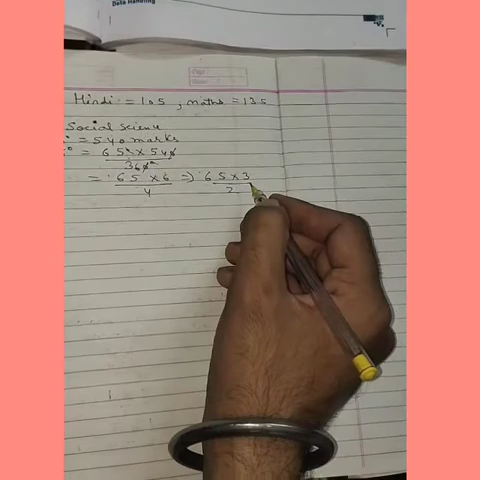 Data Handling
Hindi = 105, maths = 135
Social Science
= 540 marks
65° x 540
360°
= 65 x 6 => 65 x 3
4 2